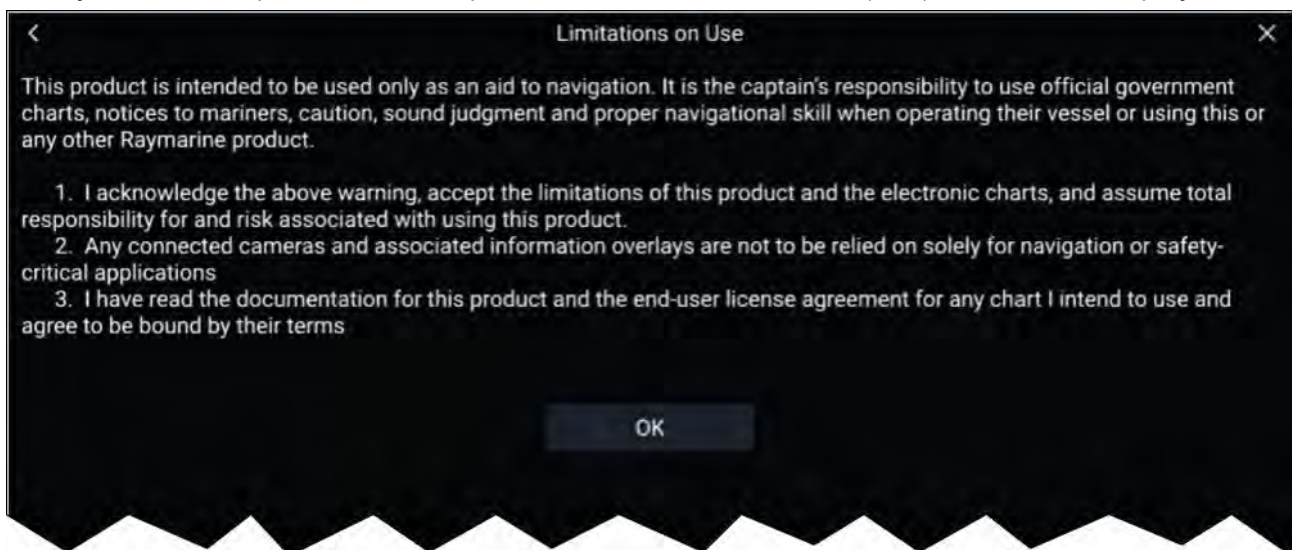 Limitations on Use
This product is intended to be used only as an aid to navigation. It is the captain's responsibility to use official government
charts, notices to mariners, caution, sound judgment and proper navigational skill when operating their vessel or using this or
any other Raymarine product.
1. I acknowledge the above warning, accept the limitations of this product and the electronic charts, and assume total
responsibility for and risk associated with using this product.
2. Any connected cameras and associated information overlays are not to be relied on solely for navigation or safety-
critical applications
3. I have read the documentation for this product and the end-user license agreement for any chart I intend to use and
agree to be bound by their terms
OK